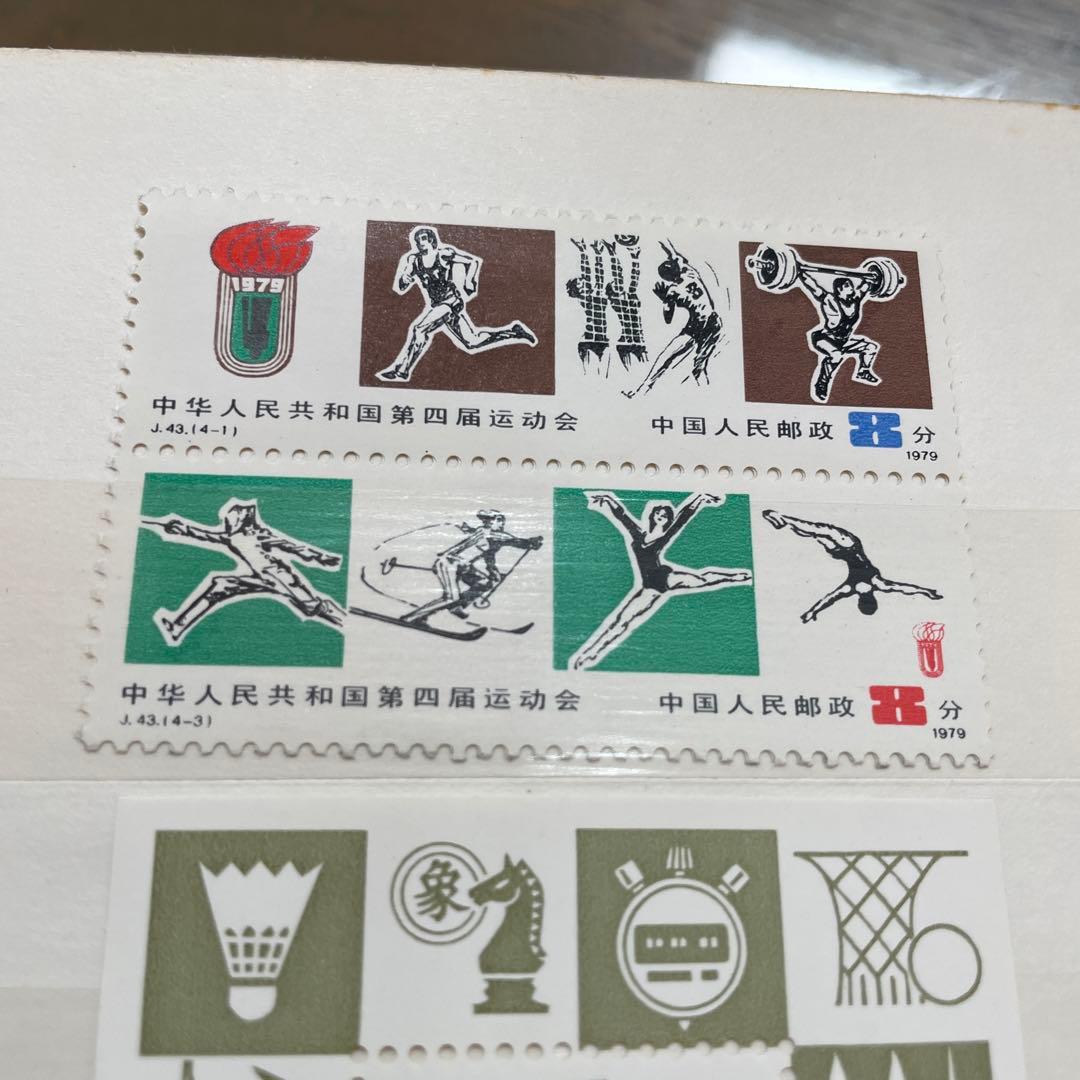 1979
中华人民共和国第四届运动会
中国人民邮政 8 分
J.43.(4-1)
1979
中华人民共和国第四届运动会
中国人民邮政 8 分
J.43.(4-3)
1979
象